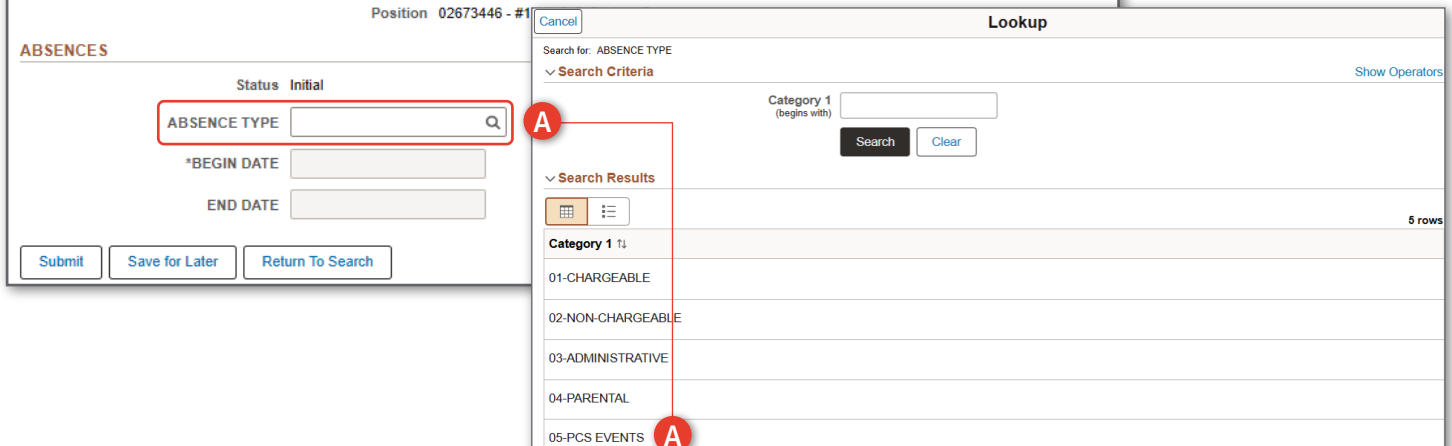 Position 02673446 - #1
ABSENCES
Status Initial
ABSENCE TYPE
A
*BEGIN DATE
END DATE
Submit Save for Later Return To Search
Cancel Lookup
Search for: ABSENCE TYPE
Search Criteria Show Operators
Category 1
(begins with)
Search Clear
Search Results
5 rows
Category 1
01-CHARGEABLE
02-NON-CHARGEABLE
03-ADMINISTRATIVE
04-PARENTAL
05-PCS EVENTS A